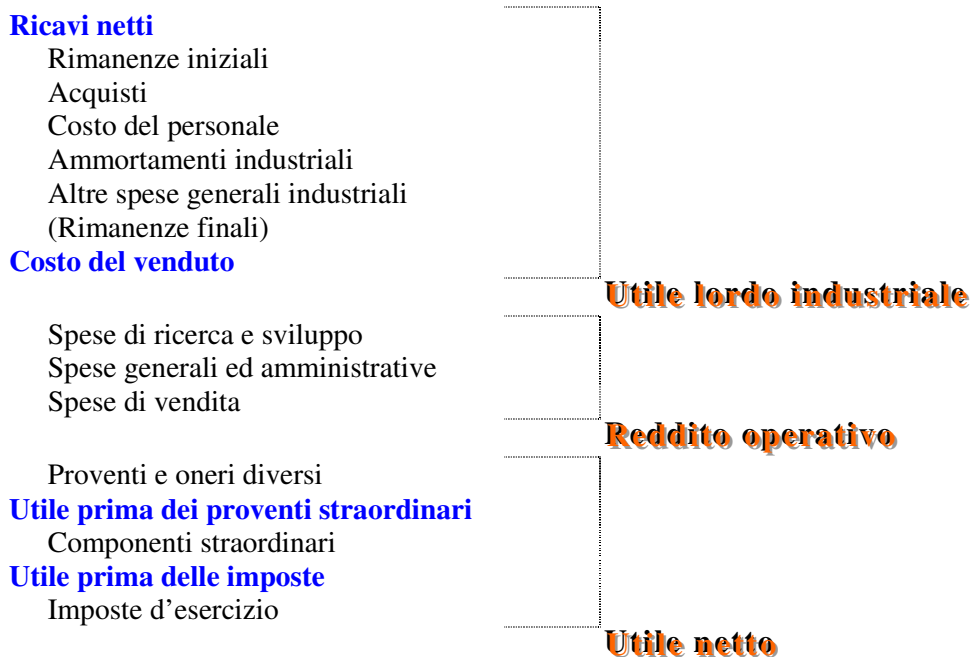 Ricavi netti
Rimanenze iniziali
Acquisti
Costo del personale
Ammortamenti industriali
Altre spese generali industriali
(Rimanenze finali)
Costo del venduto
Utile lordo industriale
Spese di ricerca e sviluppo
Spese generali ed amministrative
Spese di vendita
Reddito operativo
Proventi e oneri diversi
Utile prima dei proventi straordinari
Componenti straordinari
Utile prima delle imposte
Imposte d'esercizio
Utile netto